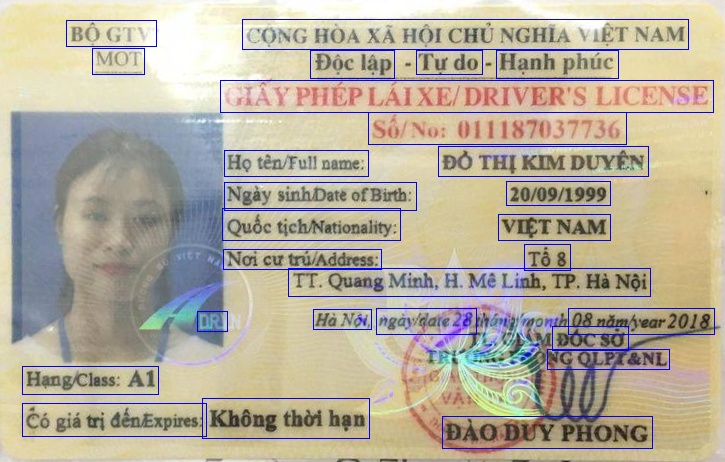 BỘ GTVT
CỘNG HÒA XÃ HỘI CHỦ NGHĨA VIỆT NAM
MOT
Độc lập - Tự do - Hạnh phúc
GIẤY PHÉP LÁI XE/ DRIVER'S LICENSE
Số/No: 011187037736
Họ tên/Full name: ĐỖ THỊ KIM DUYÊN
Ngày sinh/Date of Birth: 20/09/1999
Quốc tịch/Nationality: VIỆT NAM
Nơi cư trú/Address: Tổ 8
TT. Quang Minh, H. Mê Linh, TP. Hà Nội
Hà Nội, ngày/date 28 tháng/month 08 năm/year 2018
GIÁM ĐỐC SỞ
PHÒNG QLPT&NL
Hạng/Class: A1
Có giá trị đến/Expires: Không thời hạn
ĐÀO DUY PHONG